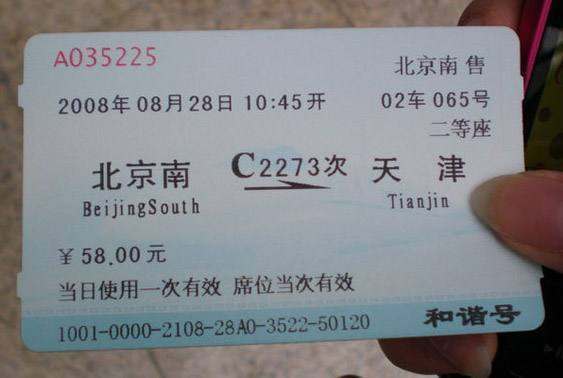 A035225
北京南 售
2008年08月28日 10:45开 02车 065号
二等座
北京南 C2273次 天 津
BeijingSouth Tianjin
¥ 58.00元
当日使用一次有效 席位当次有效
1001-0000-2108-28A0-3522-50120 和谐号